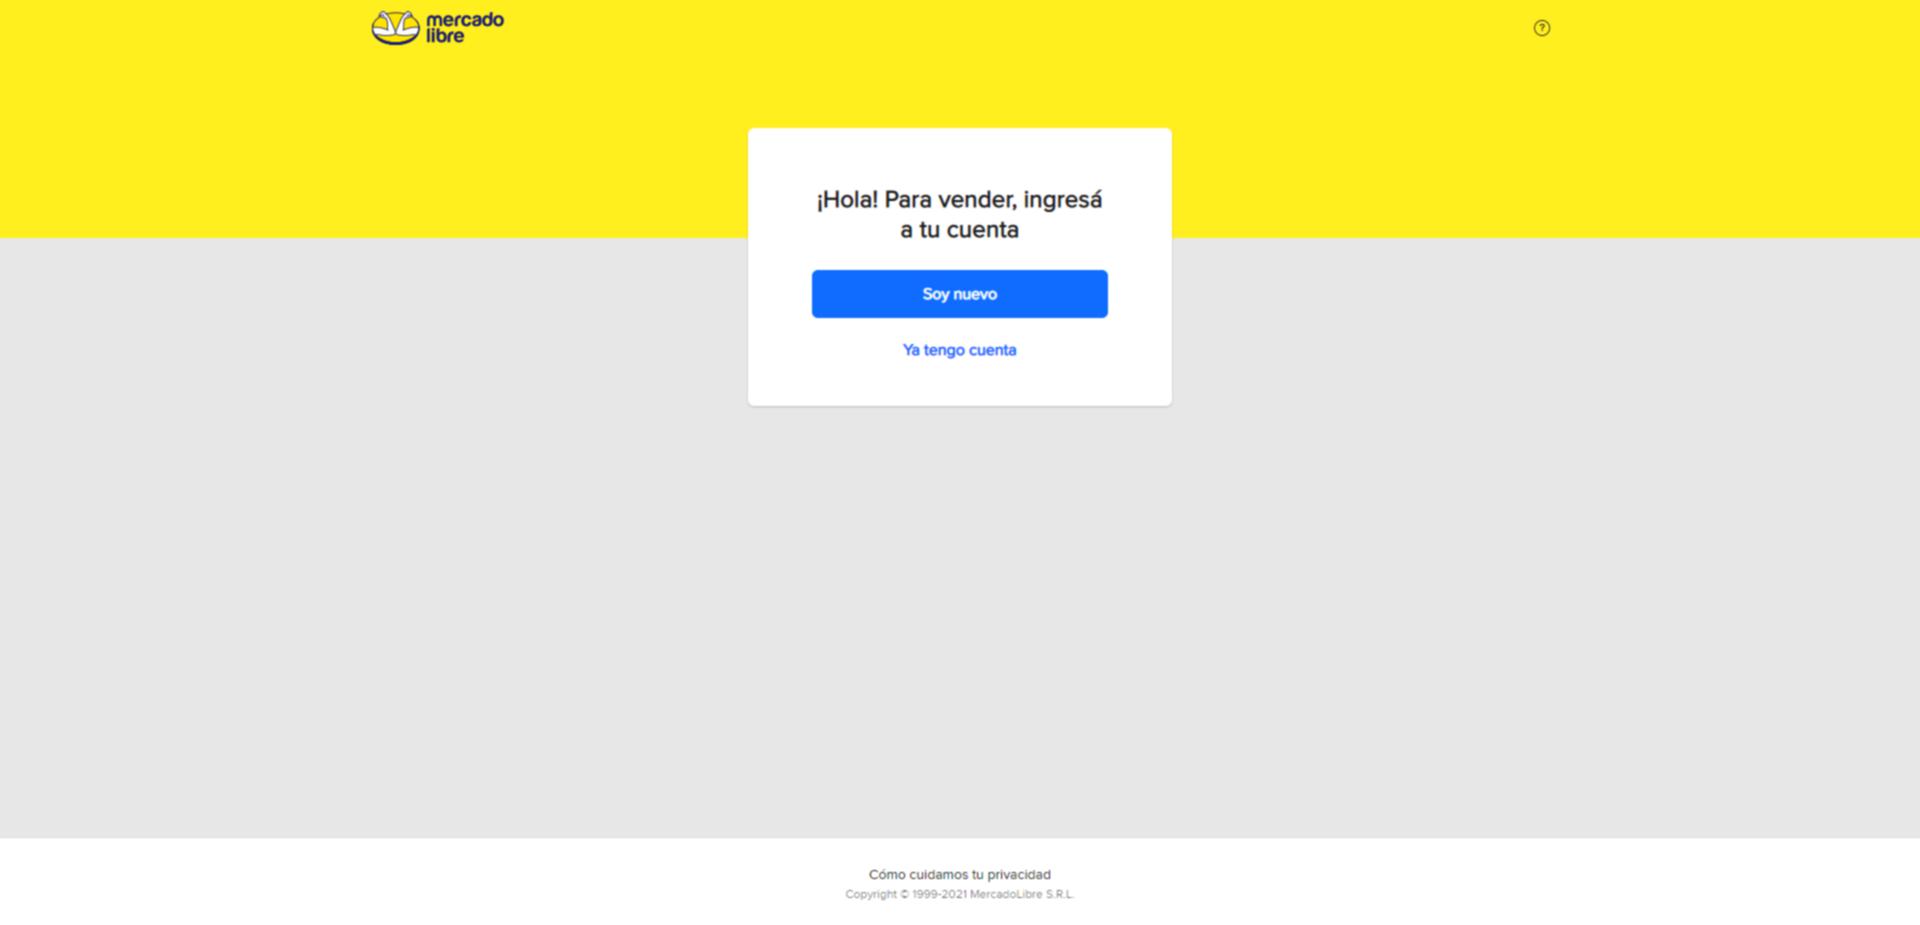 mercado
libre
?
¡Hola! Para vender, ingresá
a tu cuenta
Soy nuevo
Ya tengo cuenta
Cómo cuidamos tu privacidad
Copyright © 1999-2021 MercadoLibre S.R.L.